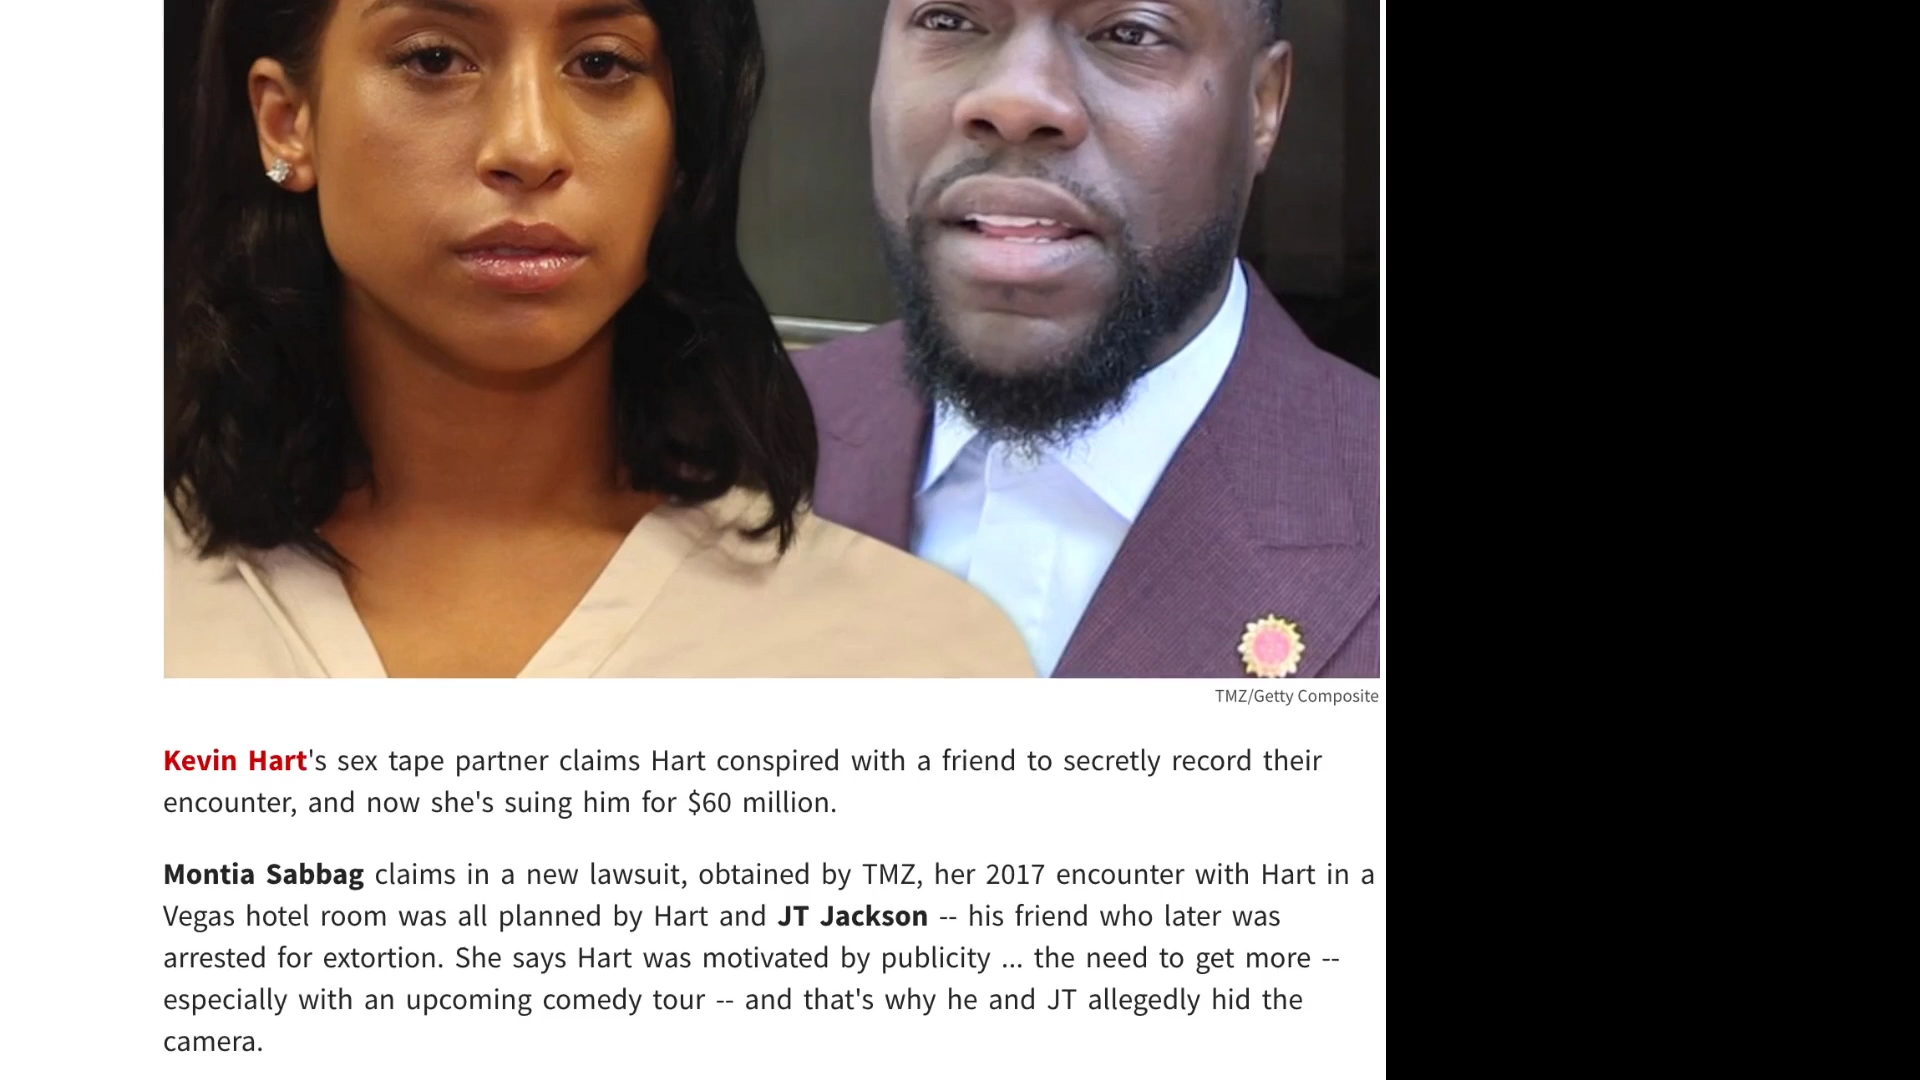 TMZ/Getty Composite
Kevin Hart's sex tape partner claims Hart conspired with a friend to secretly record their
encounter, and now she's suing him for $60 million.
Montia Sabbag claims in a new lawsuit, obtained by TMZ, her 2017 encounter with Hart in a
Vegas hotel room was all planned by Hart and JT Jackson -- his friend who later was
arrested for extortion. She says Hart was motivated by publicity ... the need to get more --
especially with an upcoming comedy tour -- and that's why he and JT allegedly hid the
camera.